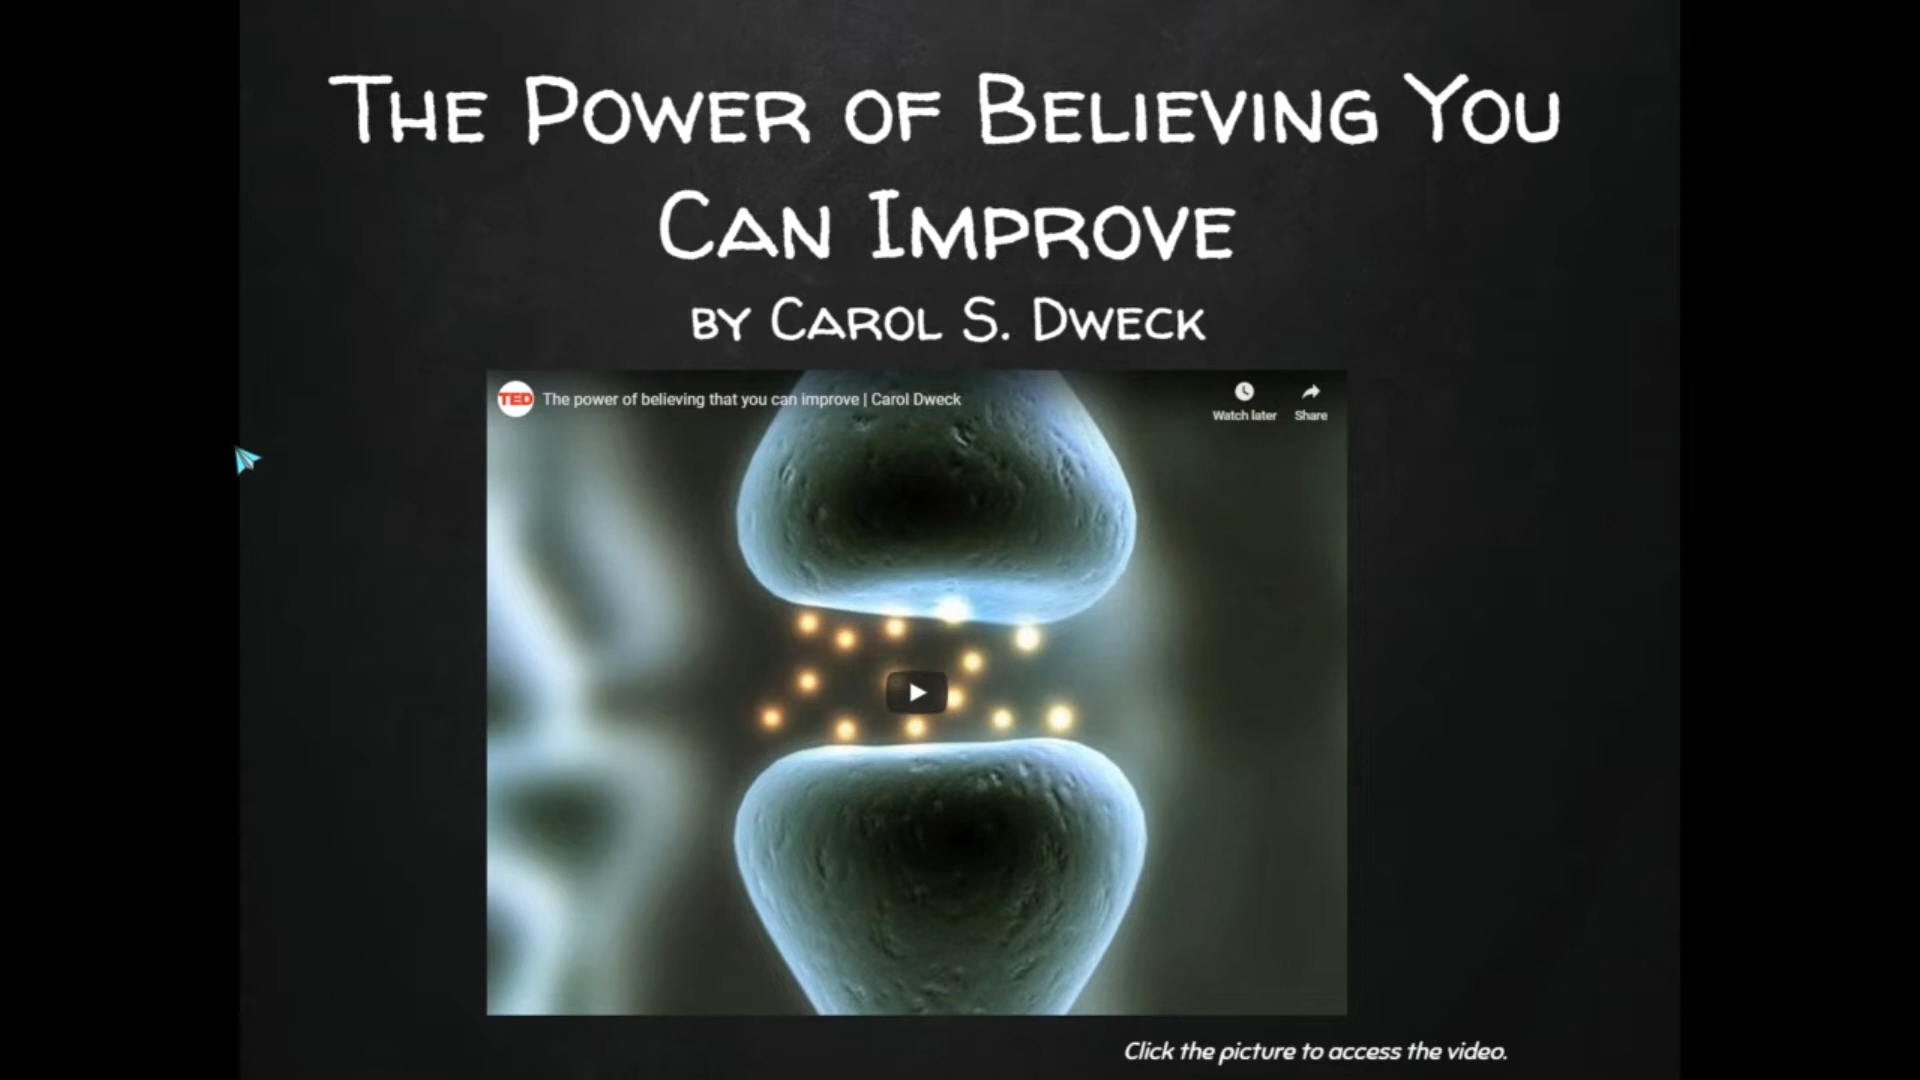 The Power of Believing You
Can Improve
by Carol S. Dweck
TED The power of believing that you can improve | Carol Dweck
Watch later Share
Click the picture to access the video.